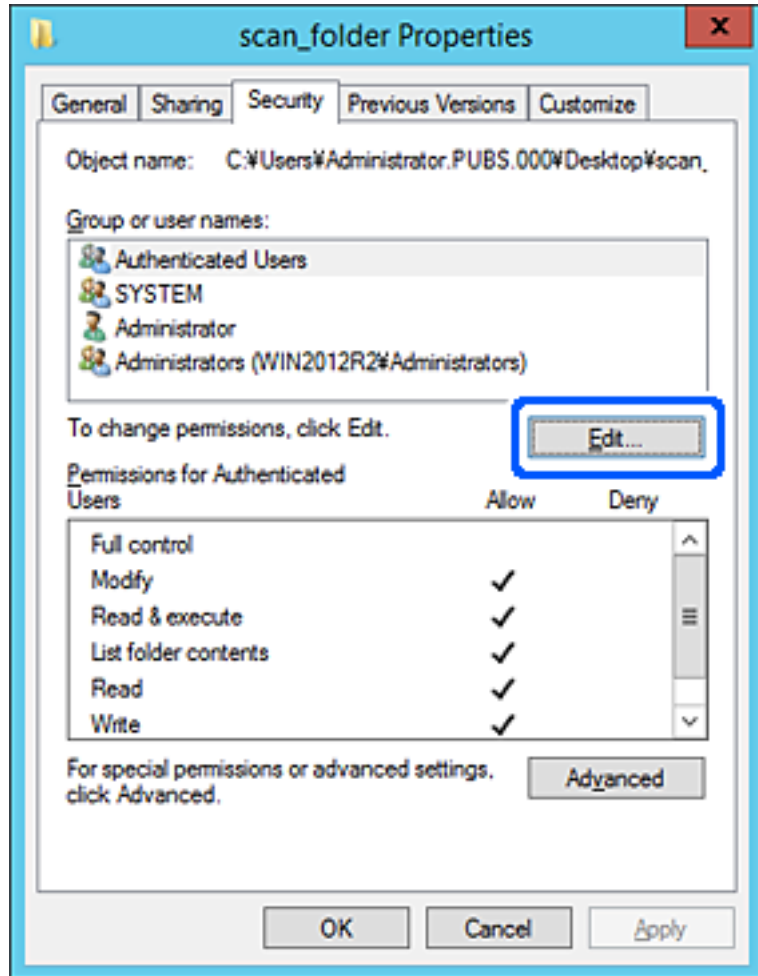 scan_folder Properties
x
General Sharing Security Previous Versions Customize
Object name: C:¥Users¥Administrator.PUBS.000¥Desktop¥scan_
Group or user names:
Authenticated Users
SYSTEM
Administrator
Administrators (WIN2012R2¥Administrators)
To change permissions, click Edit.
Edit...
Permissions for Authenticated
Users Allow Deny
Full control
Modify
Read & execute
List folder contents
Read
Write
For special permissions or advanced settings,
click Advanced.
Advanced
OK Cancel Apply